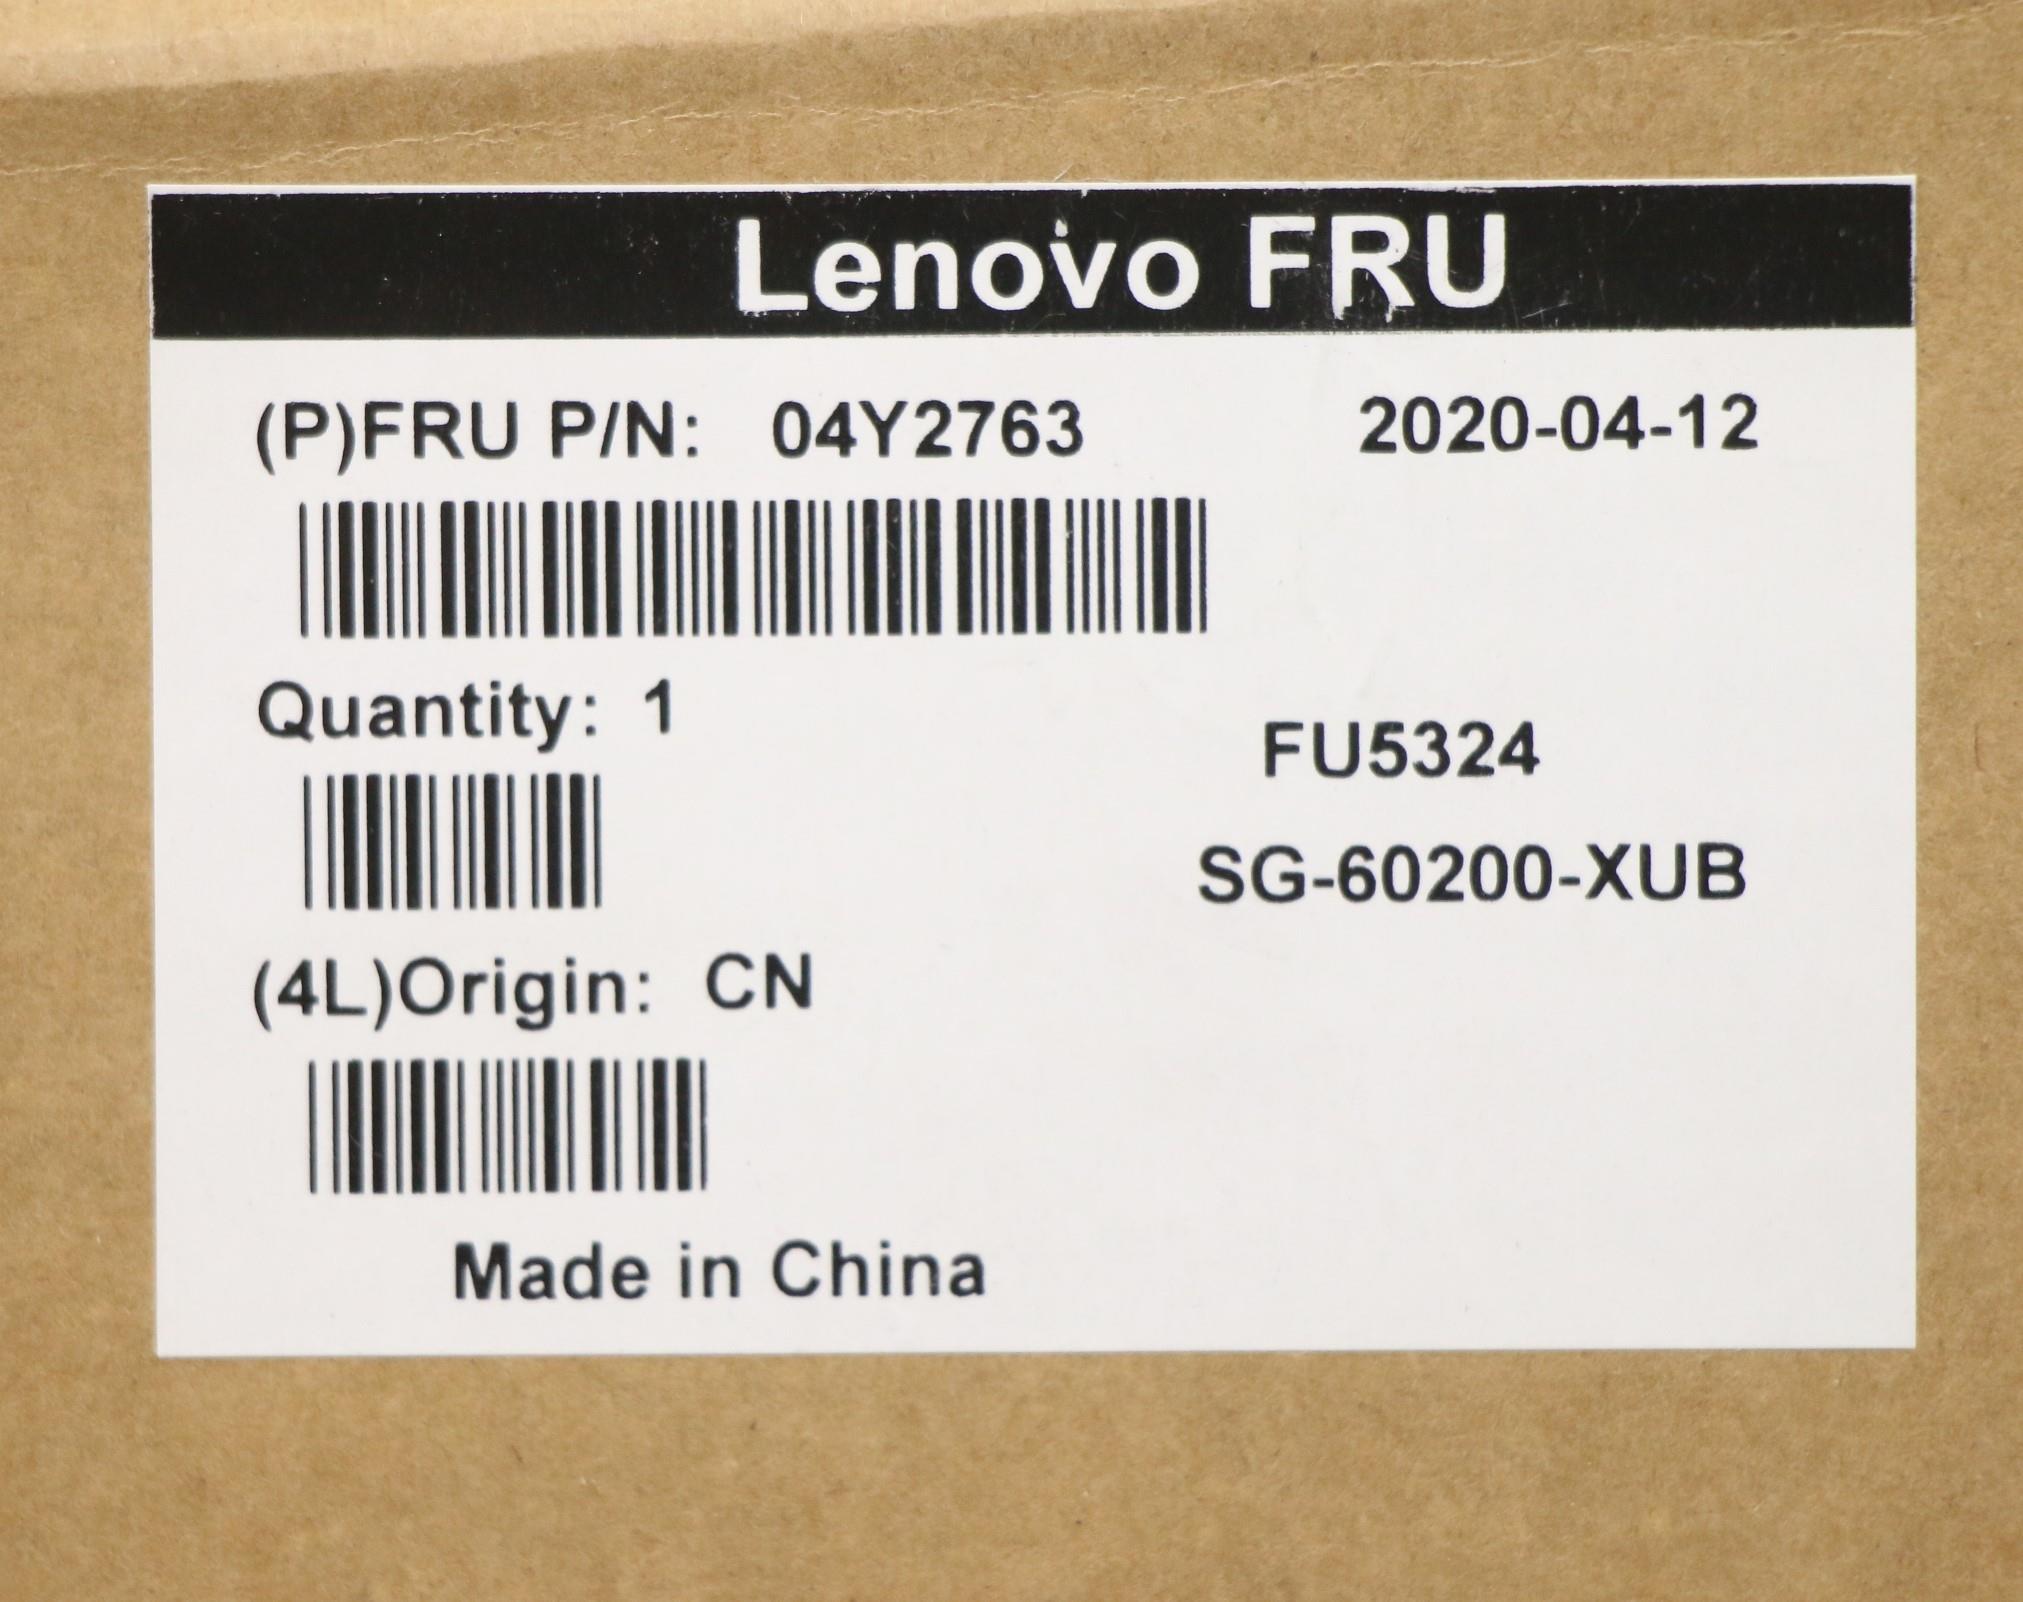 Lenovo FRU
(P)FRU P/N: 04Y2763 2020-04-12
Quantity: 1
FU5324
SG-60200-XUB
(4L)Origin: CN
Made in China